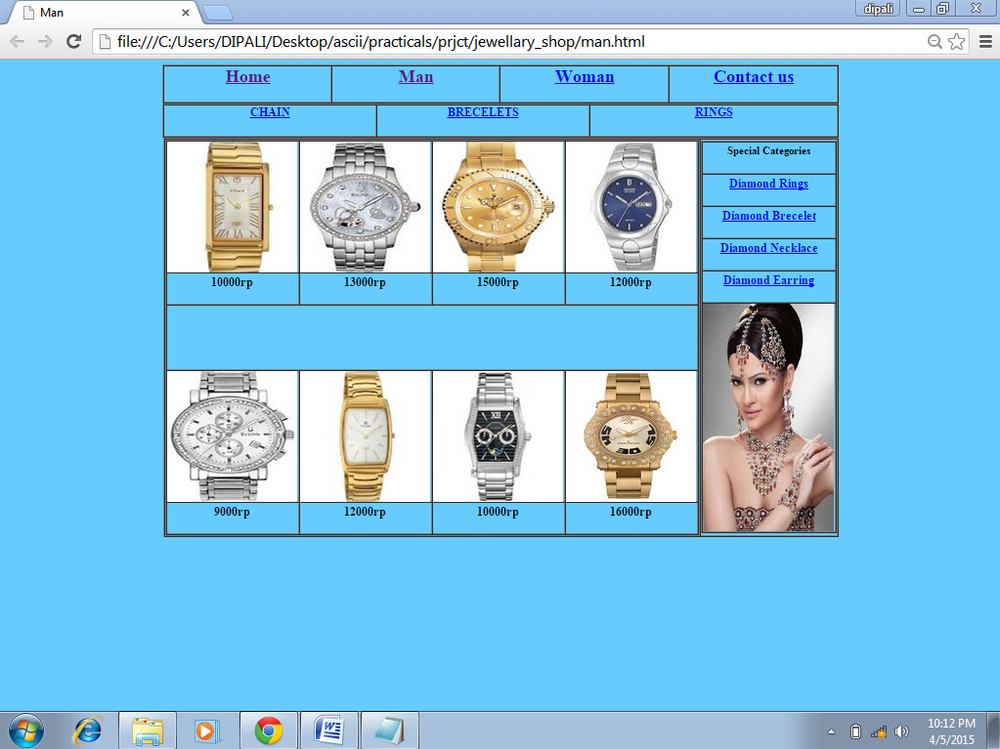 Man
dipali
file:///C:/Users/DIPALI/Desktop/ascii/practicals/prjct/jewellary_shop/man.html
Home Man Woman Contact us
CHAIN BRECELETS RINGS
Special Categories
Diamond Rings
Diamond Brecelet
Diamond Necklace
Diamond Earring
10000rp 13000rp 15000rp 12000rp
BULOVA
9000rp 12000rp 10000rp 16000rp
10:12 PM
4/5/2015